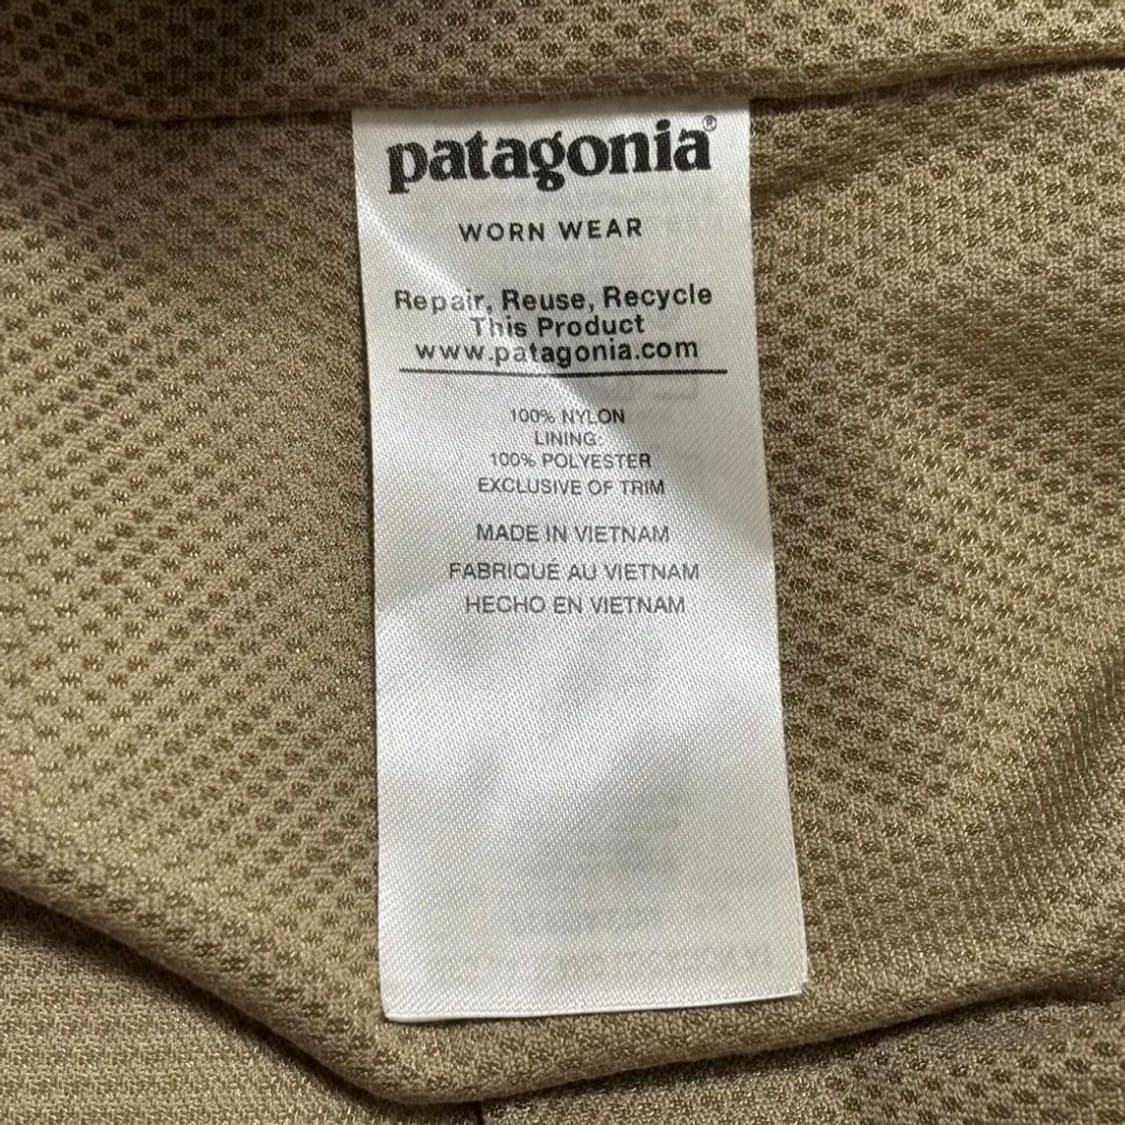 patagonia®
WORN WEAR
Repair, Reuse, Recycle
This Product
www.patagonia.com
100% NYLON
LINING:
100% POLYESTER
EXCLUSIVE OF TRIM
MADE IN VIETNAM
FABRIQUÉ AU VIETNAM
HECHO EN VIETNAM